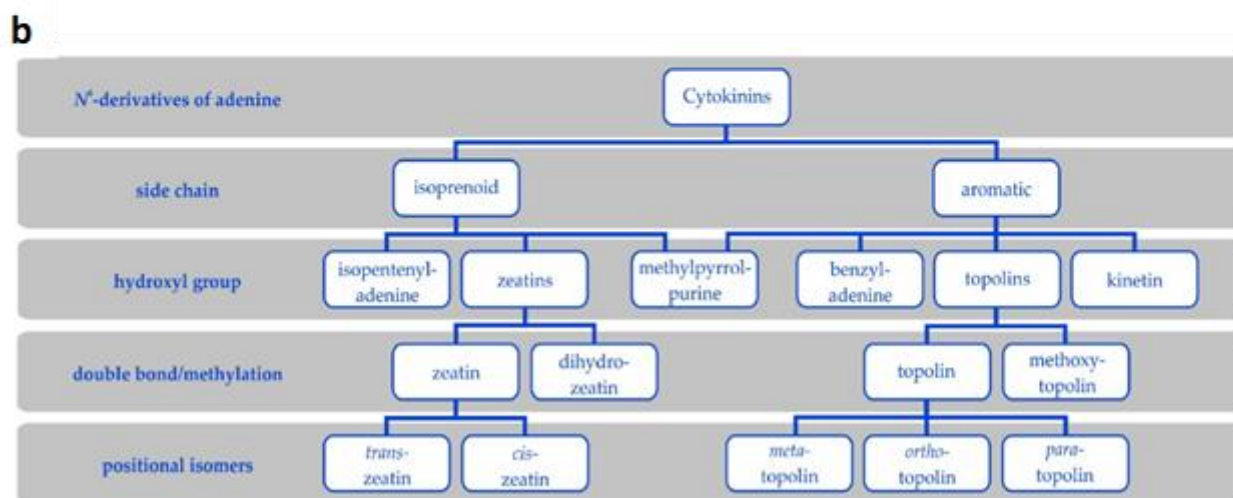 b
N⁶-derivatives of adenine
Cytokinins
side chain
isoprenoid
aromatic
hydroxyl group
isopentenyl-
adenine
zeatins
methylpyrrol-
purine
benzyl-
adenine
topolins
kinetin
double bond/methylation
zeatin
dihydro-
zeatin
topolin
methoxy-
topolin
positional isomers
trans-
zeatin
cis-
zeatin
meta-
topolin
ortho-
topolin
para-
topolin